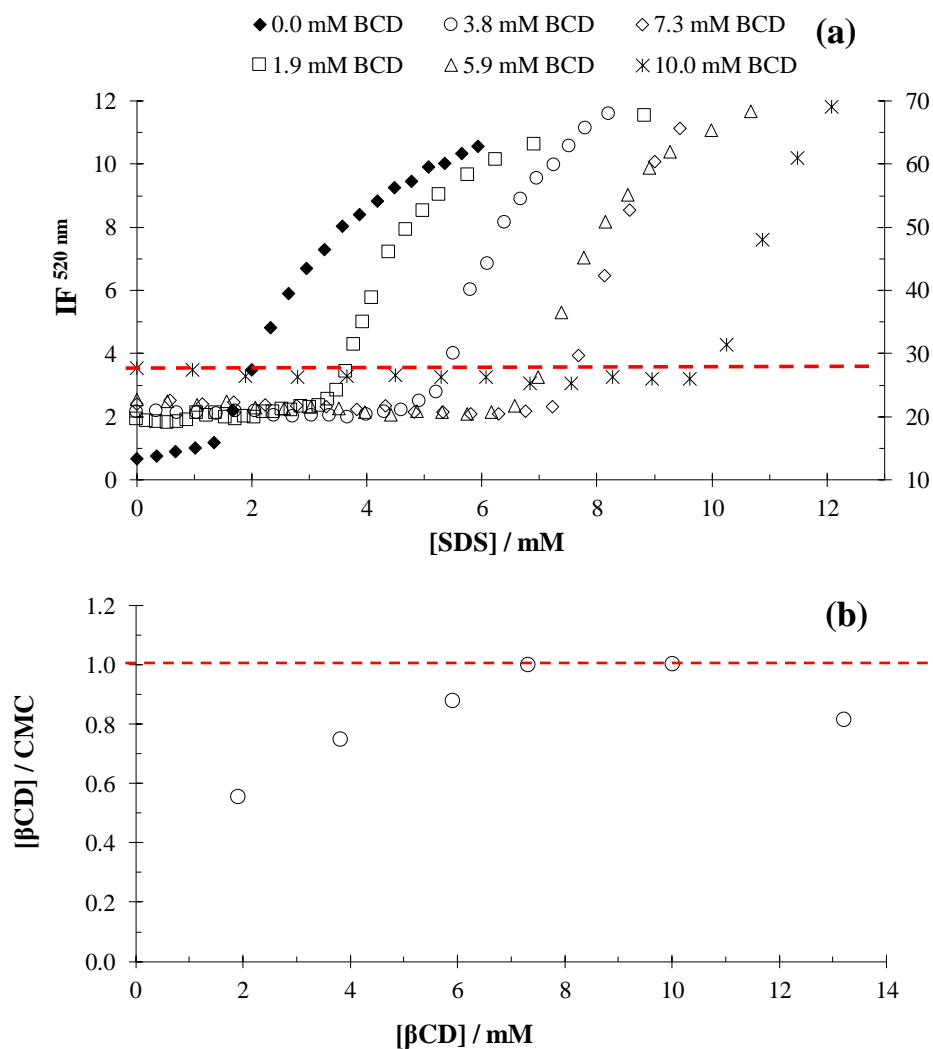 0.0 mM BCD 3.8 mM BCD 7.3 mM BCD (a)
1.9 mM BCD 5.9 mM BCD 10.0 mM BCD
12 70
10 60
8 50
6 40
4 30
2 20
0 10
0 2 4 6 8 10 12
IF 520 nm
[SDS] / mM
(b)
1.2
1.0
0.8
0.6
0.4
0.2
0.0
0 2 4 6 8 10 12 14
[βCD] / CMC
[βCD] / mM